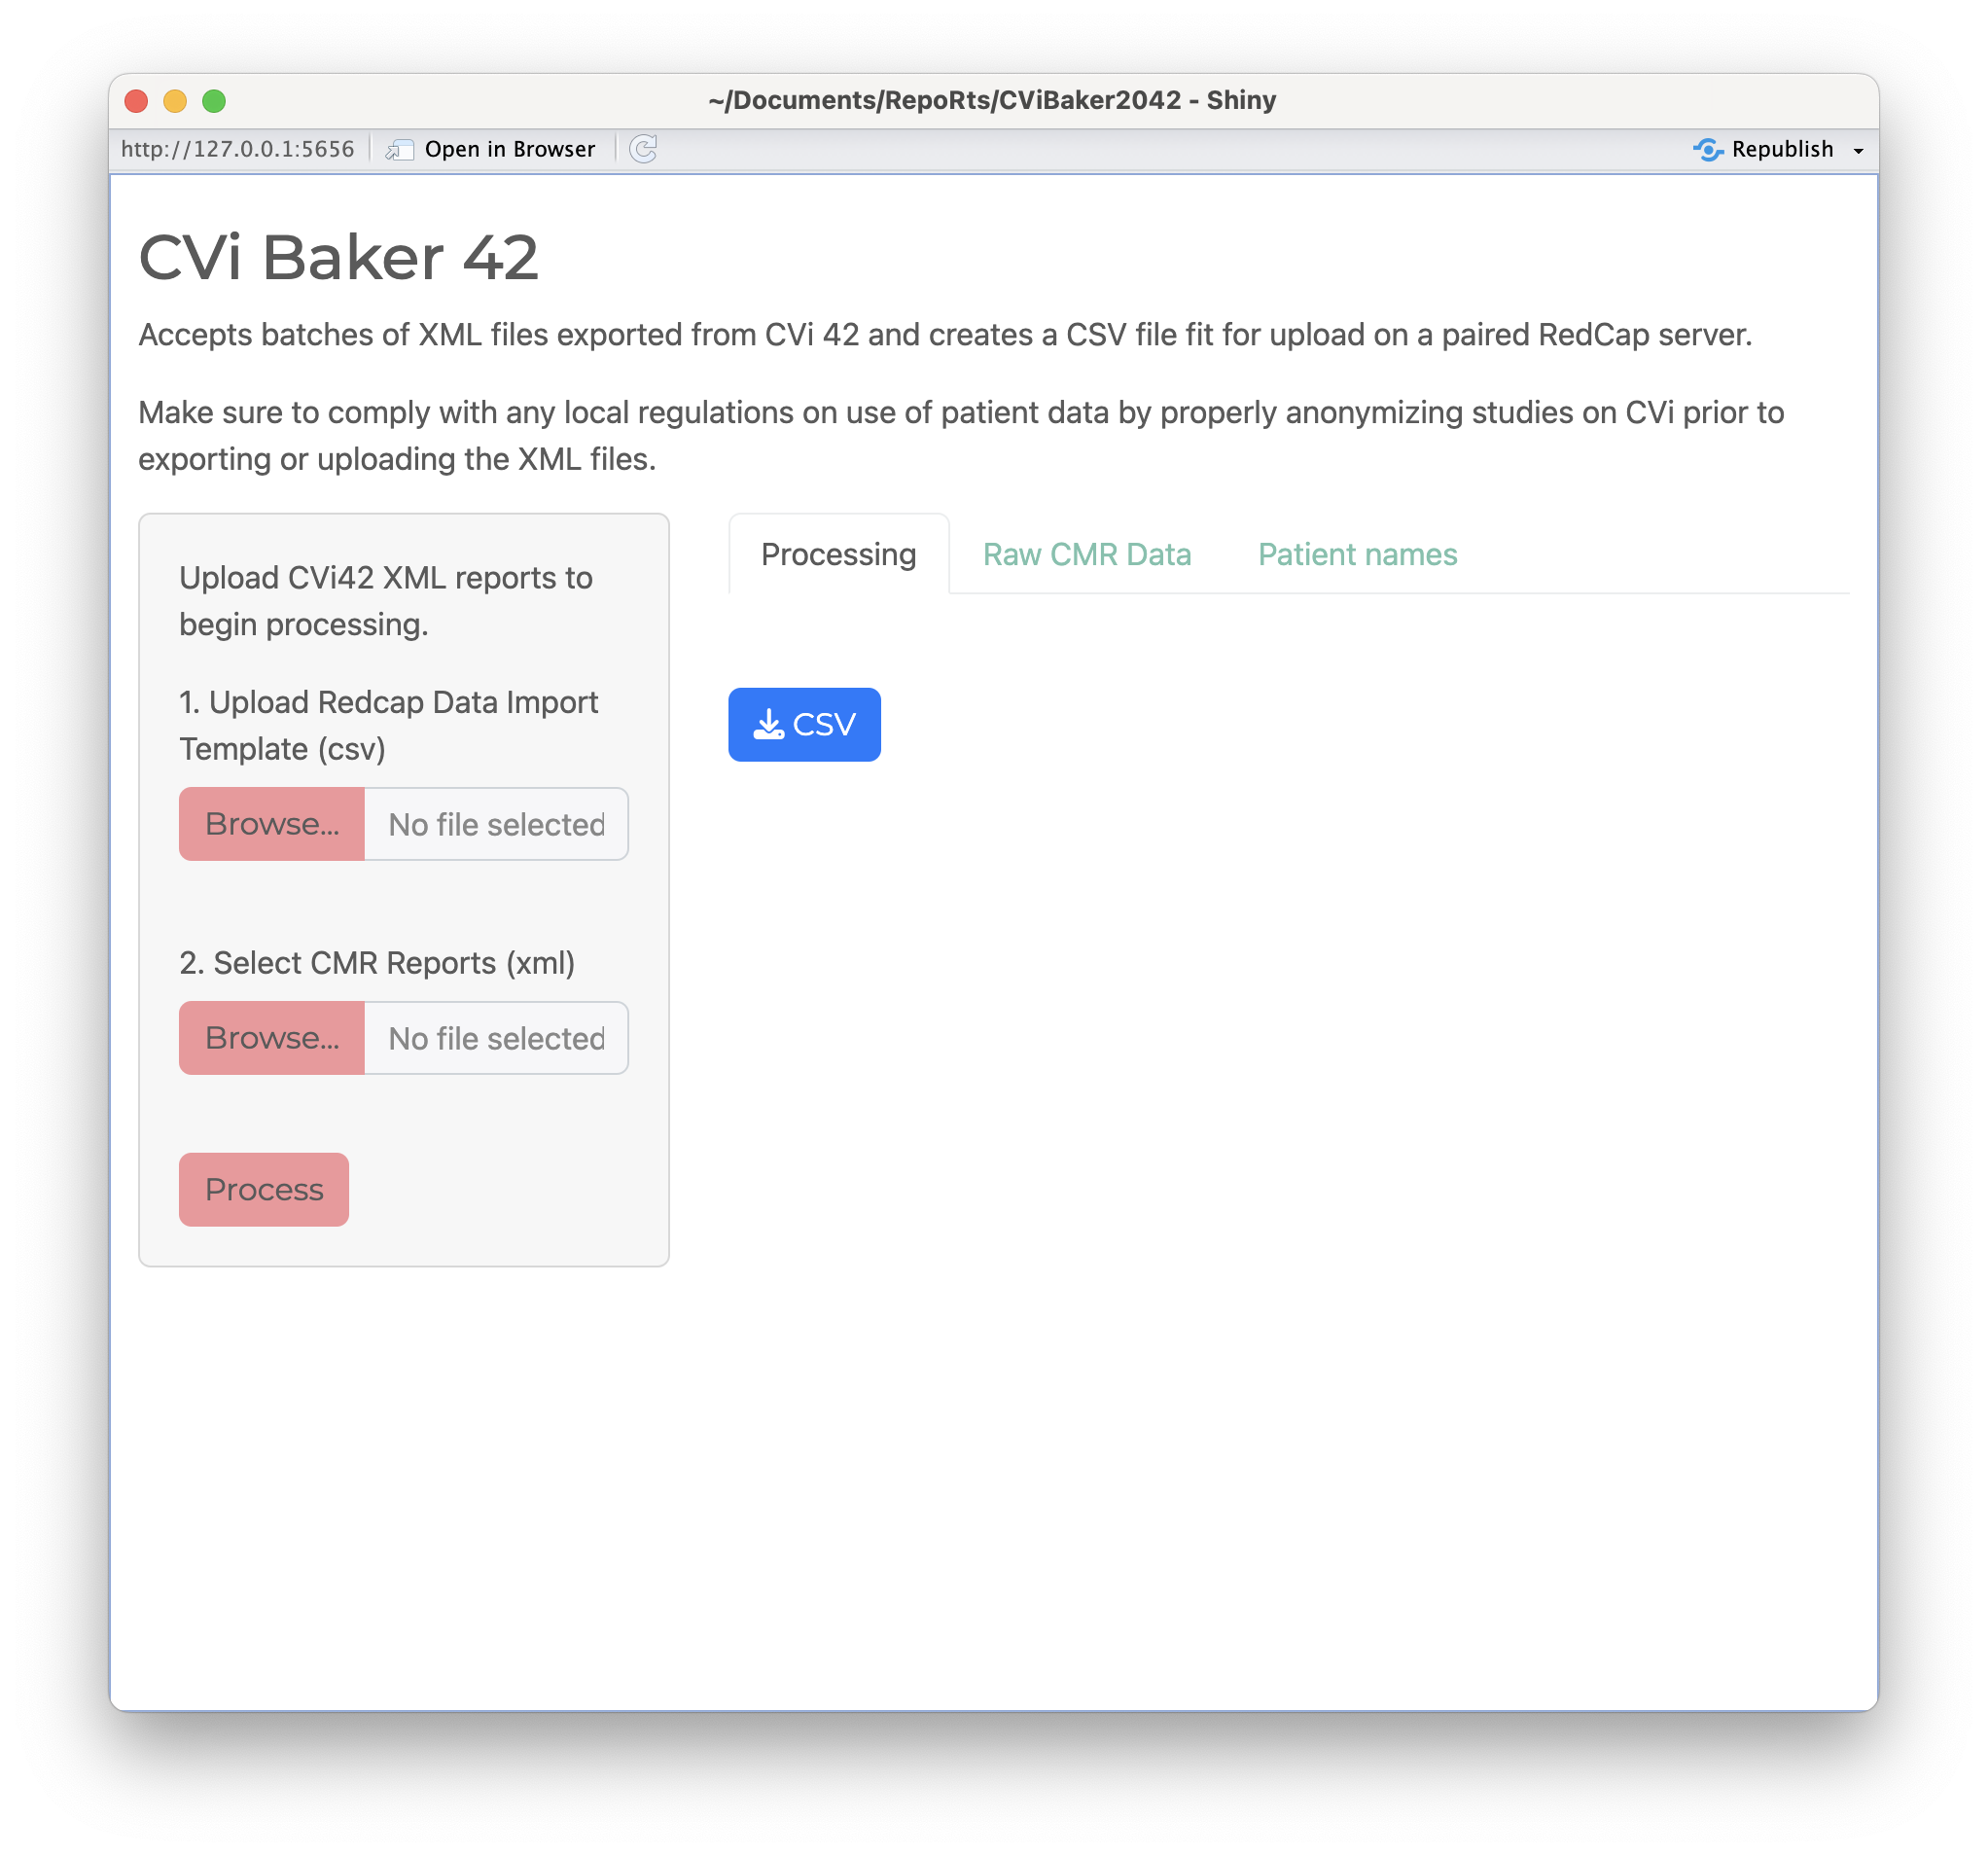 ~/Documents/RepoRts/CViBaker2042 - Shiny
http://127.0.0.1:5656
Open in Browser
Republish
CVi Baker 42
Accepts batches of XML files exported from CVi 42 and creates a CSV file fit for upload on a paired RedCap server.
Make sure to comply with any local regulations on use of patient data by properly anonymizing studies on CVi prior to
exporting or uploading the XML files.
Upload CVi42 XML reports to
begin processing.
1. Upload Redcap Data Import
Template (csv)
Browse...
No file selected
2. Select CMR Reports (xml)
Browse...
No file selected
Process
Processing
Raw CMR Data
Patient names
CSV